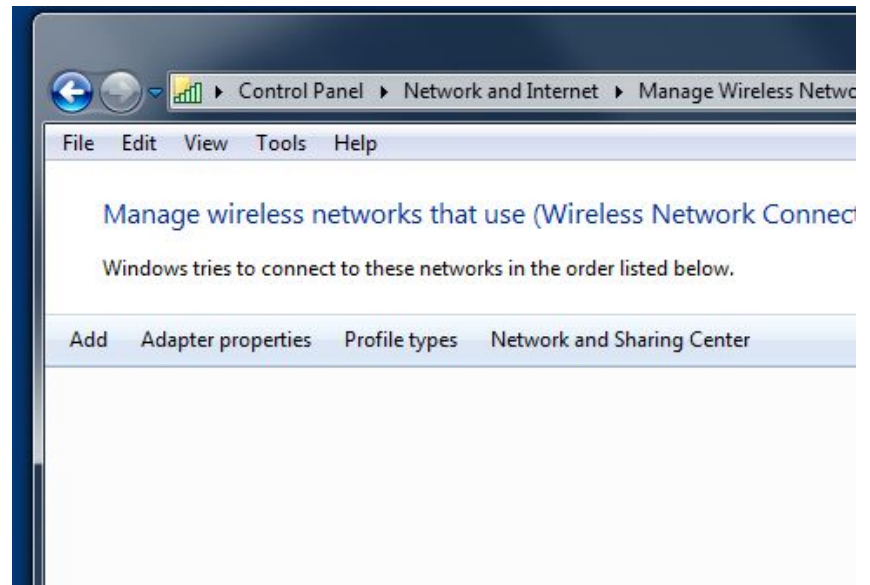 Control Panel ▸ Network and Internet ▸ Manage Wireless Netwo
File Edit View Tools Help
Manage wireless networks that use (Wireless Network Connect
Windows tries to connect to these networks in the order listed below.
Add Adapter properties Profile types Network and Sharing Center